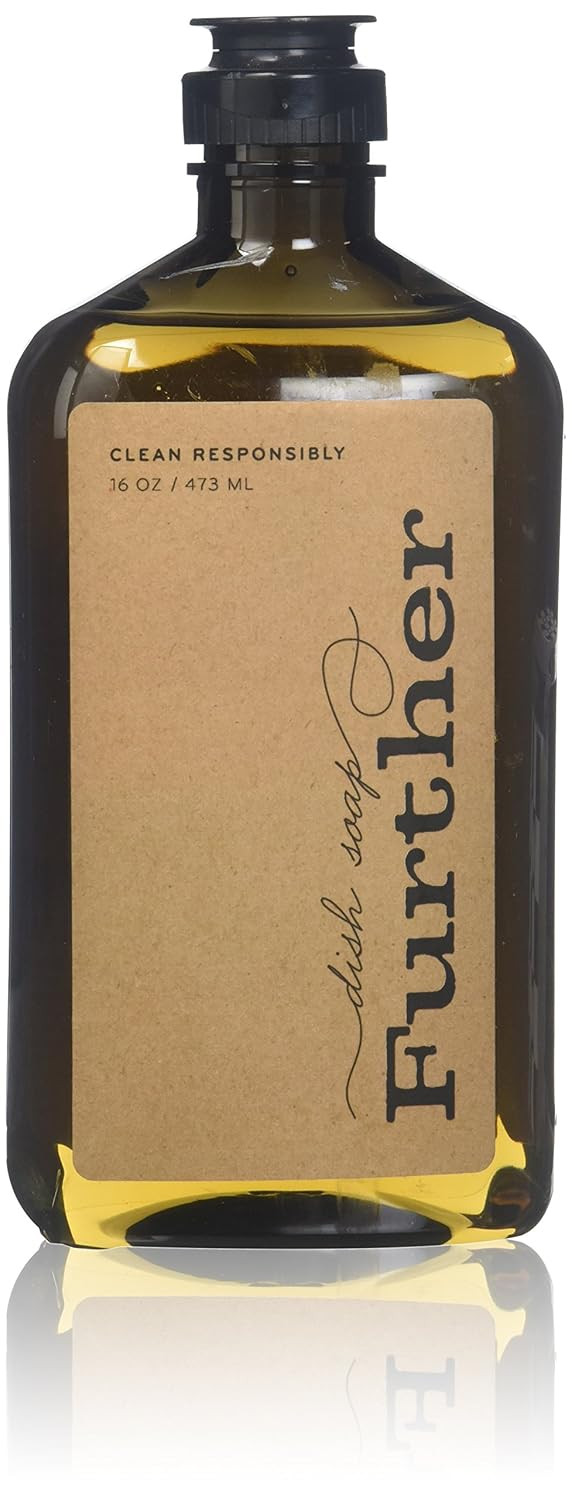 CLEAN RESPONSIBLY
16 OZ / 473 ML
dish soap
Further